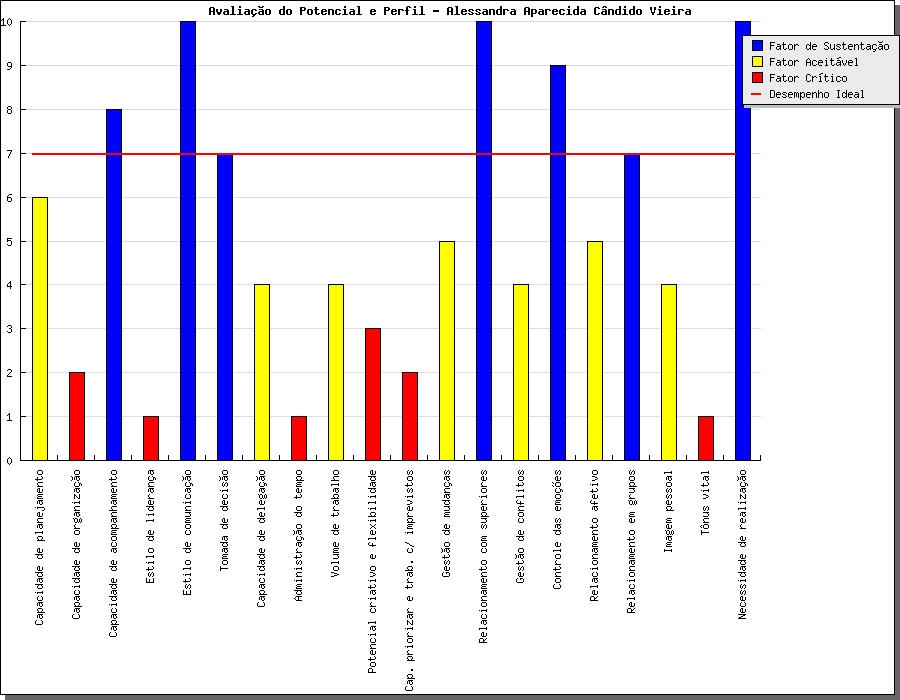 Avaliação do Potencial e Perfil - Alessandra Aparecida Cândido Vieira
Fator de Sustentação
Fator Aceitável
Fator Crítico
Desempenho Ideal
10
9
8
7
6
5
4
3
2
1
0
Capacidade de planejamento
Capacidade de organização
Capacidade de acompanhamento
Estilo de liderança
Estilo de comunicação
Tomada de decisão
Capacidade de delegação
Administração do tempo
Volume de trabalho
Potencial criativo e flexibilidade
Cap. priorizar e trab. c/ imprevistos
Gestão de mudanças
Relacionamento com superiores
Gestão de conflitos
Controle das emoções
Relacionamento afetivo
Relacionamento em grupos
Imagem pessoal
Tônus vital
Necessidade de realização